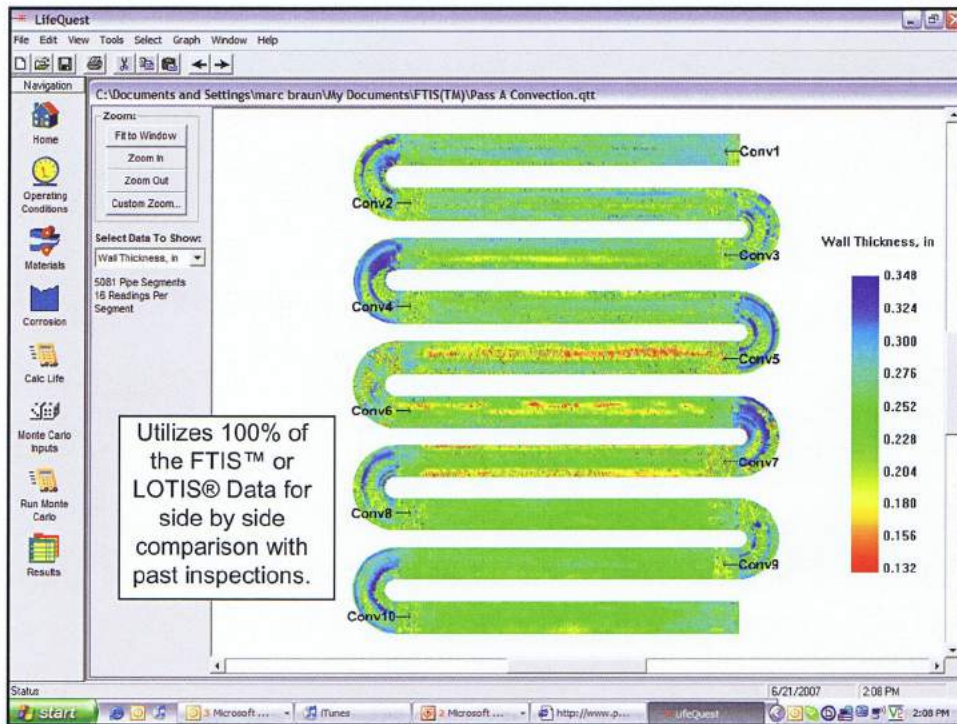 LifeQuest
File Edit View Tools Select Graph Window Help
Navigation
Home
Operating
Conditions
Materials
Corrosion
Calc Life
Monte Carlo
Inputs
Run Monte
Carlo
Results
C:\Documents and Settings\marc braun\My Documents\FTIS(TM)\Pass A Convection.qtt
Zoom:
Fit to Window
Zoom In
Zoom Out
Custom Zoom...
Select Data To Show:
Wall Thickness, in
5081 Pipe Segments
16 Readings Per
Segment
Utilizes 100% of
the FTIS™ or
LOTIS® Data for
side by side
comparison with
past inspections.
Conv1
Conv2
Conv3
Conv4
Conv5
Conv6
Conv7
Conv8
Conv9
Conv10
Wall Thickness, in
0.348
0.324
0.300
0.276
0.252
0.228
0.204
0.180
0.156
0.132
Status
6/21/2007 2:08 PM
start
3 Microsoft ...
iTunes
2 Microsoft ...
http://www.p...
LifeQuest
2:08 PM